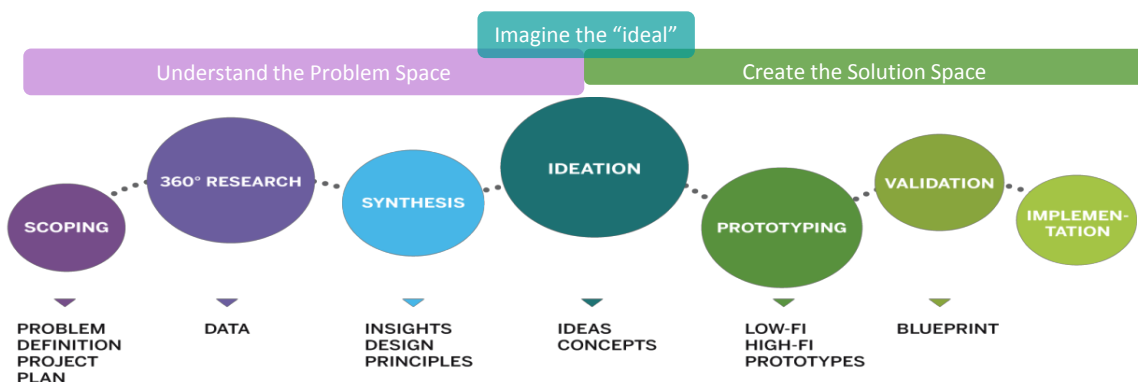 Imagine the “ideal”
Understand the Problem Space
Create the Solution Space
SCOPING
360° RESEARCH
SYNTHESIS
IDEATION
PROTOTYPING
VALIDATION
IMPLEMEN-
TATION
PROBLEM
DEFINITION
PROJECT
PLAN
DATA
INSIGHTS
DESIGN
PRINCIPLES
IDEAS
CONCEPTS
LOW-FI
HIGH-FI
PROTOTYPES
BLUEPRINT